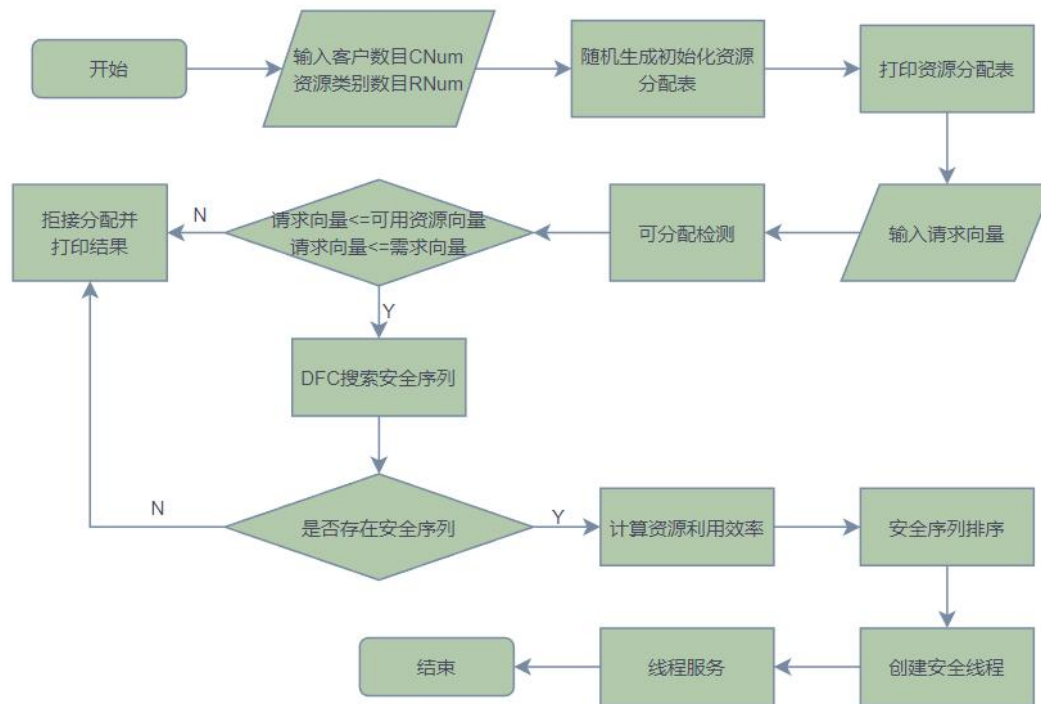 开始
输入客户数目CNum
资源类别数目RNum
随机生成初始化资源
分配表
打印资源分配表
拒接分配并
打印结果
N
请求向量<=可用资源向量
请求向量<=需求向量
可分配检测
输入请求向量
Y
DFC搜索安全序列
N
是否存在安全序列
Y
计算资源利用效率
安全序列排序
结束
线程服务
创建安全线程